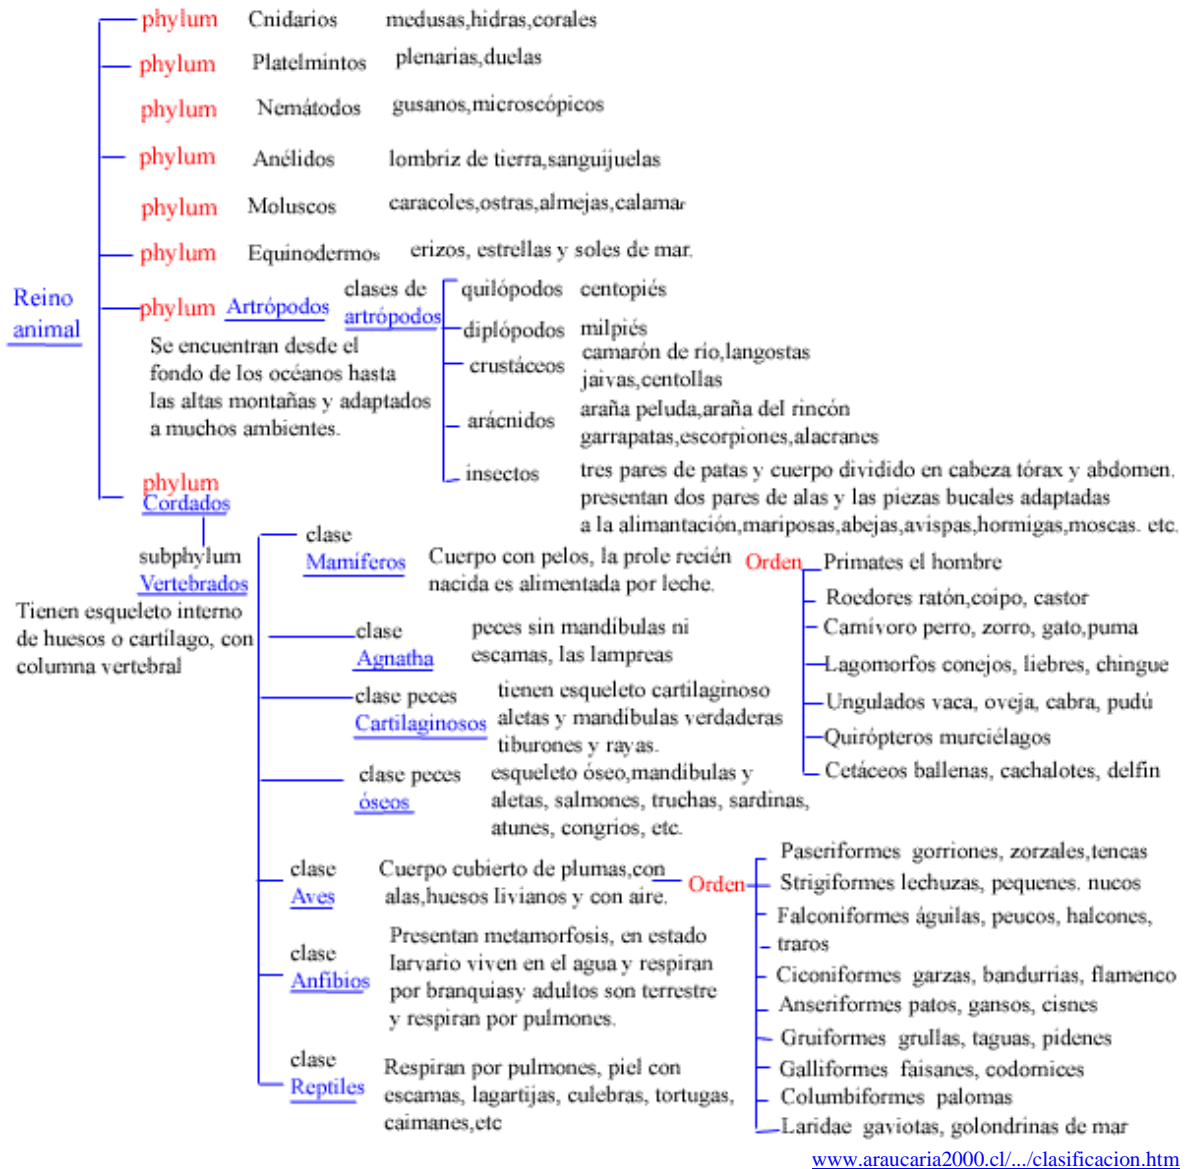 phylum Cnidarios medusas,hidras,corales
phylum Platelmintos plenarias,duelas
phylum Nemátodos gusanos,microscópicos
phylum Anélidos lombriz de tierra,sanguijuelas
phylum Moluscos caracoles,ostras,almejas,calamar
phylum Equinodermos erizos, estrellas y soles de mar.
Reino
animal
phylum Artrópodos
clases de
artrópodos
Se encuentran desde el
fondo de los océanos hasta
las altas montañas y adaptados
a muchos ambientes.
quilópodos centopiés
diplópodos milpiés
crustáceos camarón de río,langostas
jaivas,centollas
arácnidos araña peluda,araña del rincón
garrapatas,escorpiones,alacranes
insectos tres pares de patas y cuerpo dividido en cabeza tórax y abdomen.
presentan dos pares de alas y las piezas bucales adaptadas
a la alimantación,mariposas,abejas,avispas,hormigas,moscas. etc.
phylum
Cordados
subphylum
Vertebrados
Tienen esqueleto interno
de huesos o cartílago, con
columna vertebral
clase
Mamíferos
Cuerpo con pelos, la prole recién
nacida es alimentada por leche.
Orden
Primates el hombre
Roedores ratón,coipo, castor
Carnívoro perro, zorro, gato,puma
Lagomorfos conejos, liebres, chingue
Ungulados vaca, oveja, cabra, pudú
Quirópteros murciélagos
Cetáceos ballenas, cachalotes, delfin
clase
Agnatha
peces sin mandíbulas ni
escamas, las lampreas
clase peces
Cartilaginosos
tienen esqueleto cartilaginoso
aletas y mandíbulas verdaderas
tiburones y rayas.
clase peces
óseos
esqueleto óseo,mandibulas y
aletas, salmones, truchas, sardinas,
atunes, congrios, etc.
clase
Aves
Cuerpo cubierto de plumas,con
alas,huesos livianos y con aire.
Orden
Paseriformes gorriones, zorzales,tencas
Strigiformes lechuzas, pequenes. nucos
Falconiformes águilas, peucos, halcones,
traros
Ciconiformes garzas, bandurrias, flamenco
Anseriformes patos, gansos, cisnes
Gruiformes grullas, taguas, pidenes
Galliformes faisanes, codornices
Columbiformes palomas
Laridae gaviotas, golondrinas de mar
clase
Anfibios
Presentan metamorfosis, en estado
larvario viven en el agua y respiran
por branquiasy adultos son terrestre
y respiran por pulmones.
clase
Reptiles
Respiran por pulmones, piel con
escamas, lagartijas, culebras, tortugas,
caimanes,etc
www.araucaria2000.cl/.../clasificacion.htm